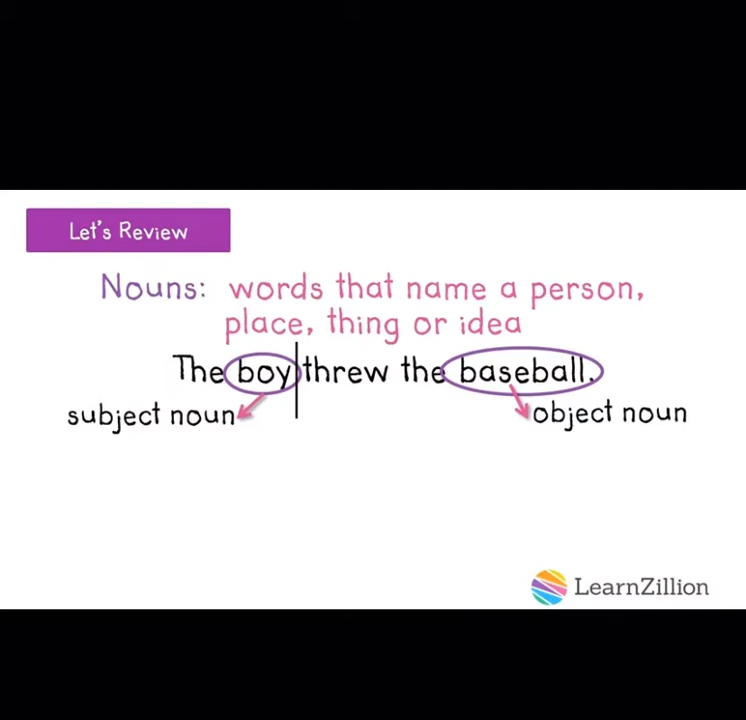 Let's Review
Nouns: words that name a person,
place, thing or idea
The boy threw the baseball.
subject noun
object noun
LearnZillion